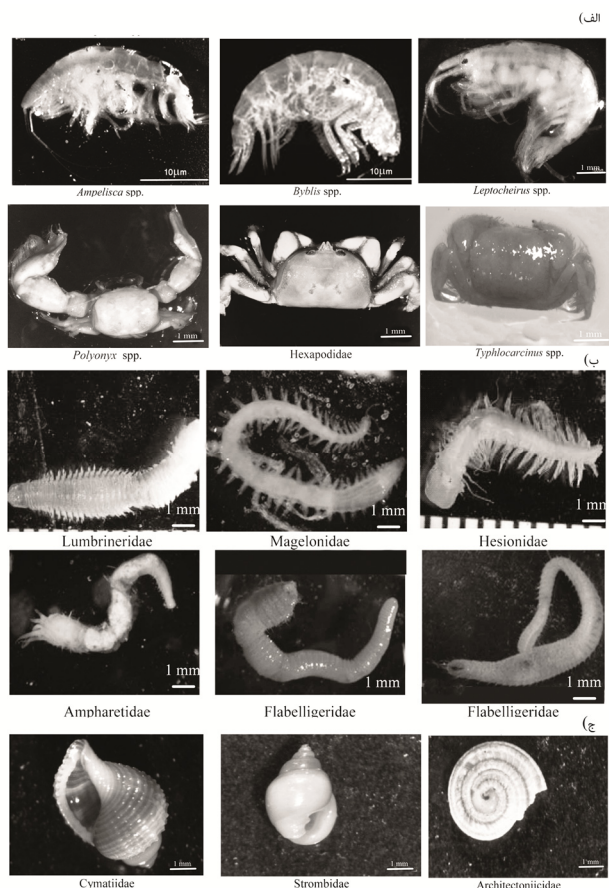 الف)
10µm 10µm 1 mm
Ampelisca spp. Byblis spp. Leptocheirus spp.
1 mm 1 mm 1 mm
Polyonyx spp. Hexapodidae Typhlocarcinus spp.
ب)
1 mm 1 mm 1 mm
Lumbrineridae Magelonidae Hesionidae
1 mm 1 mm 1 mm
Ampharetidae Flabelligeridae Flabelligeridae
ج)
1 mm 1 mm 1 mm
Cymatiidae Strombidae Architectoniicidae